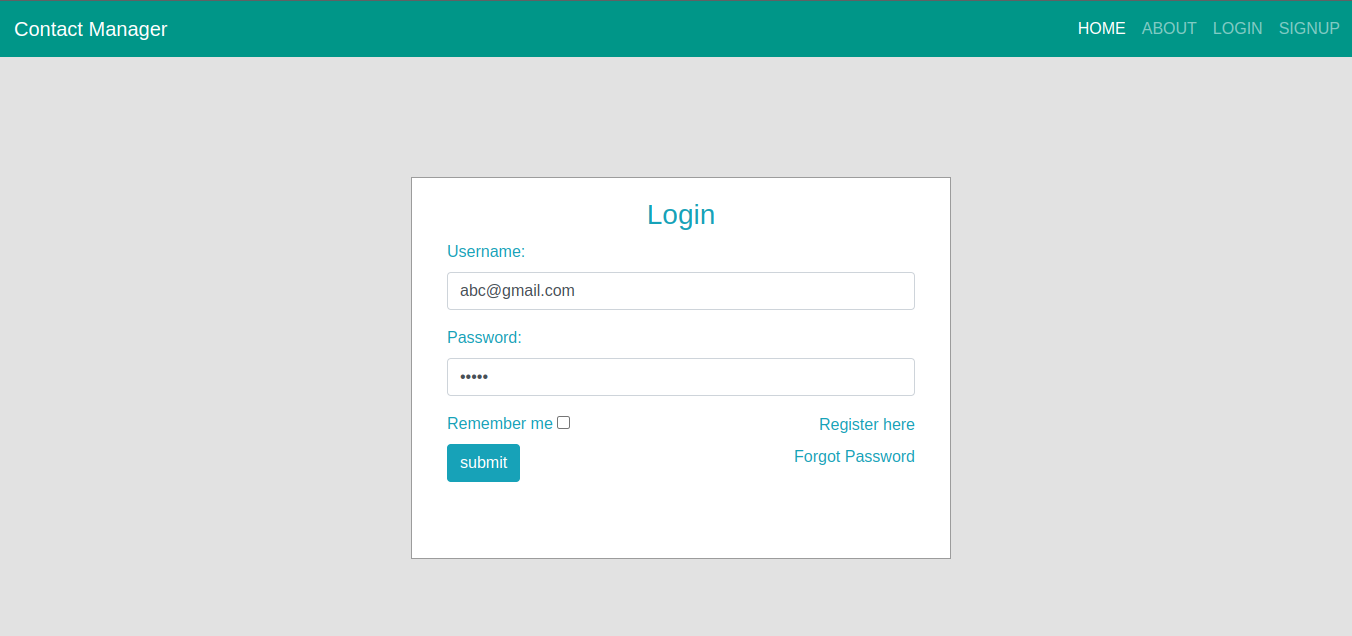 Contact Manager HOME ABOUT LOGIN SIGNUP
Login
Username:
abc@gmail.com
Password:
•••••
Remember me Register here
submit Forgot Password